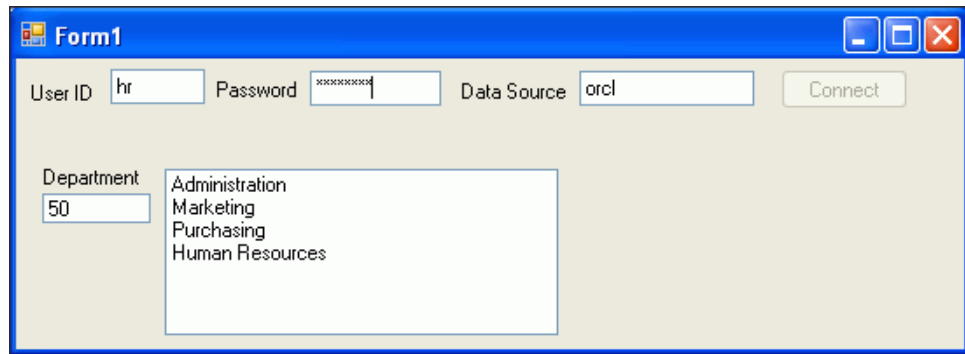 Form1
User ID hr Password ******** Data Source orcl Connect
Department
50
Administration
Marketing
Purchasing
Human Resources